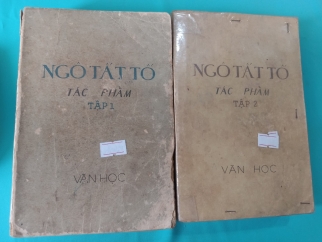 NGÔ TẤT TỐ
TÁC PHẨM
TẬP 1
VĂN HỌC
NGÔ TẤT TỐ
TÁC PHẨM
TẬP 2
VĂN HỌC